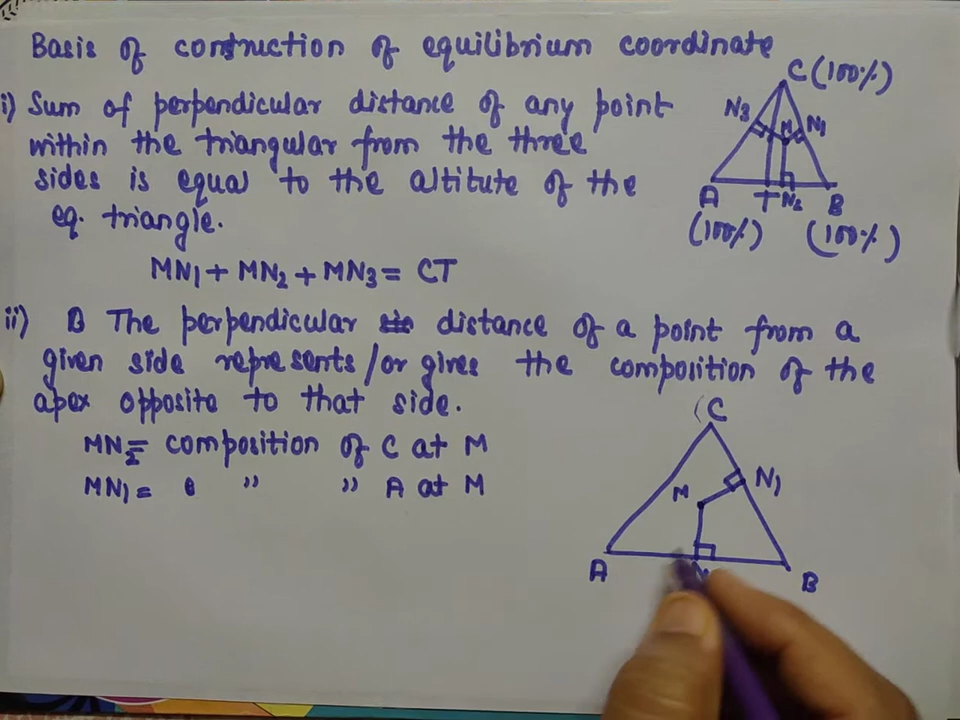 Basis of construction of equilibrium coordinate
i) Sum of perpendicular distance of any point
within the triangular from the three
sides is equal to the altitute of the
eq. triangle.
MN1 + MN2 + MN3 = CT
C (100%)
N3
M
N1
A
T
N2
B
(100%)
(100%)
ii) The perpendicular distance of a point from a
given side represents /or gives the composition of the
apex opposite to that side.
MN2 = composition of C at M
MN1 = " " A at M
C
M
N1
A
B